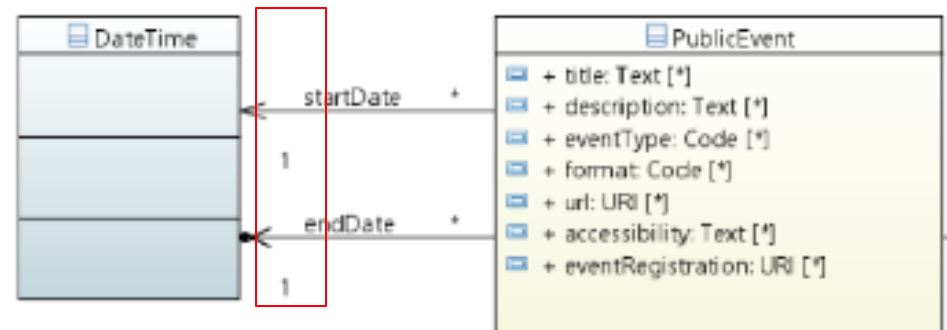 DateTime
PublicEvent
+ title: Text [*]
startDate *
+ description: Text [*]
+ eventType: Code [*]
1
+ format: Code [*]
+ url: URI [*]
endDate *
+ accessibility: Text [*]
+ eventRegistration: URI [*]
1